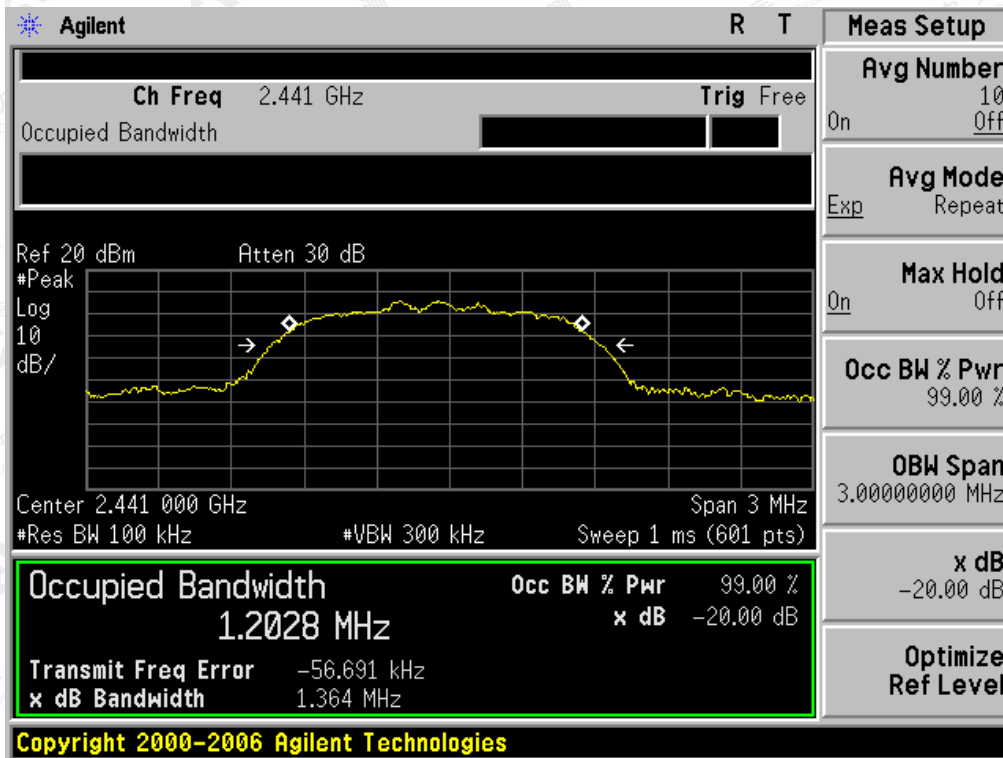 Agilent R T
Ch Freq 2.441 GHz Trig Free
Occupied Bandwidth
Ref 20 dBm Atten 30 dB
#Peak
Log
10
dB/
Center 2.441 000 GHz Span 3 MHz
#Res BW 100 kHz #VBW 300 kHz Sweep 1 ms (601 pts)
Occupied Bandwidth Occ BW % Pwr 99.00 %
1.2028 MHz x dB -20.00 dB
Transmit Freq Error -56.691 kHz
x dB Bandwidth 1.364 MHz
Copyright 2000-2006 Agilent Technologies
Meas Setup
Avg Number
10
On Off
Avg Mode
Exp Repeat
Max Hold
On Off
Occ BW % Pwr
99.00 %
OBW Span
3.00000000 MHz
x dB
-20.00 dB
Optimize
Ref Level